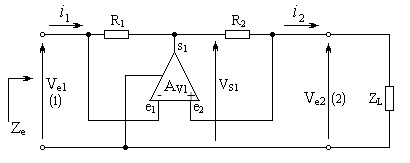 i1 R1 R2 i2
s1
Ve1 (1) AV1 VS1 Ve2 (2) ZL
- +
e1 e2
Ze